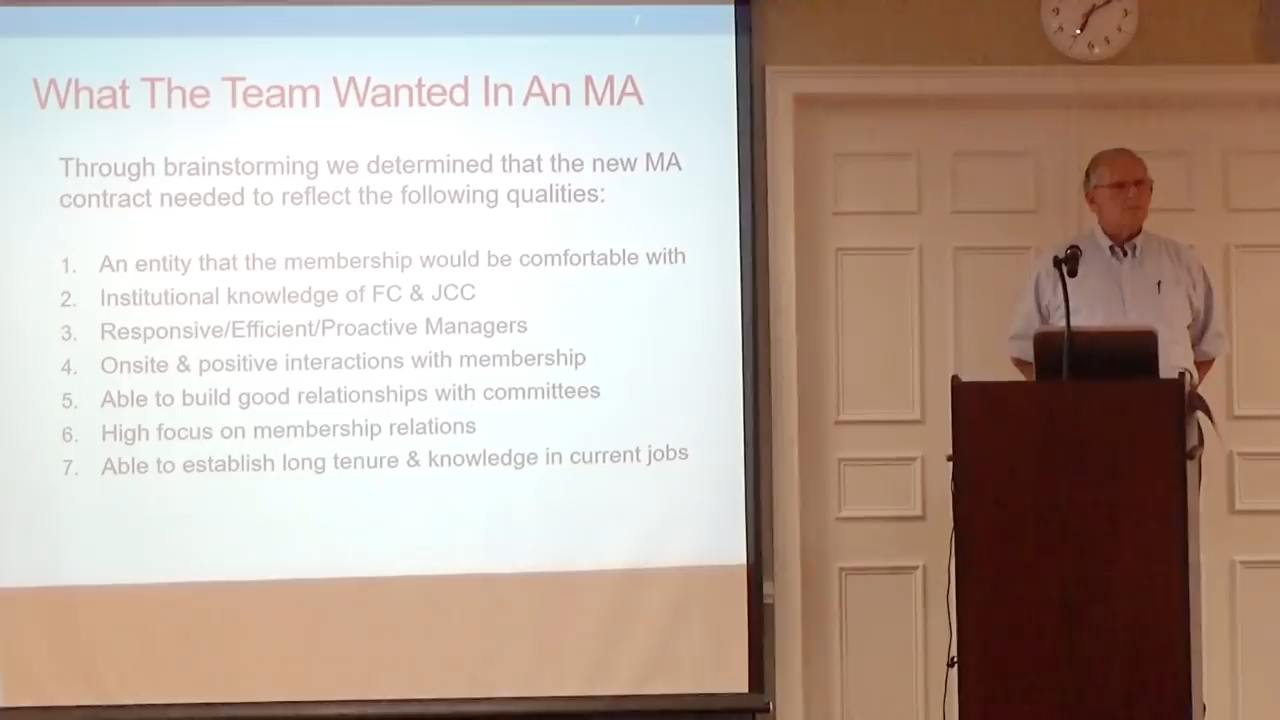 What The Team Wanted In An MA
Through brainstorming we determined that the new MA
contract needed to reflect the following qualities:
1. An entity that the membership would be comfortable with
2. Institutional knowledge of FC & JCC
3. Responsive/Efficient/Proactive Managers
4. Onsite & positive interactions with membership
5. Able to build good relationships with committees
6. High focus on membership relations
7. Able to establish long tenure & knowledge in current jobs